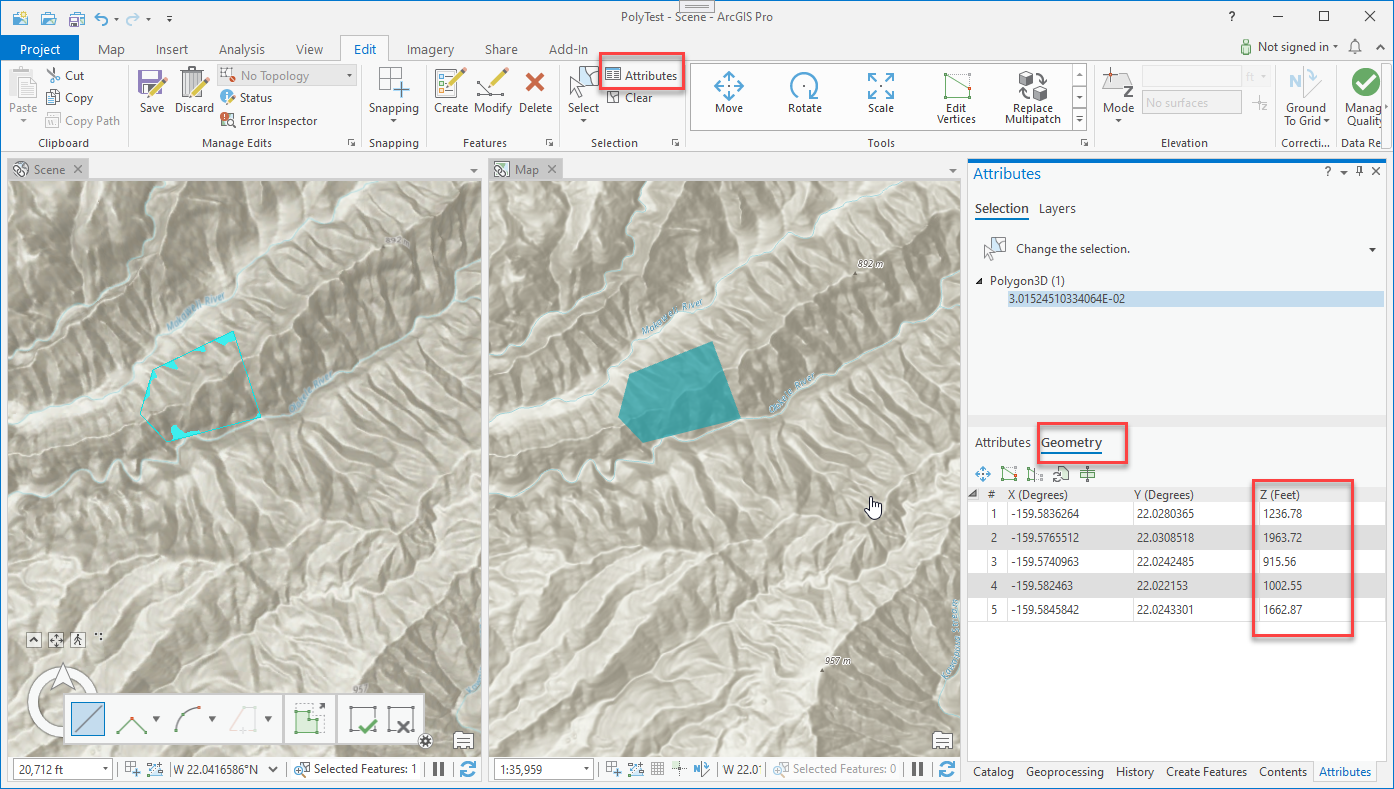 PolyTest - Scene - ArcGIS Pro
?
Project Map Insert Analysis View Edit Imagery Share Add-In
Not signed in
Paste
Cut
Copy
Copy Path
Clipboard
Save
Discard
No Topology
Status
Error Inspector
Manage Edits
Snapping
Snapping
Create
Modify
Delete
Features
Select
Attributes
Clear
Selection
Move
Rotate
Scale
Edit
Vertices
Replace
Multipatch
Tools
Mode
ft
No surfaces
Elevation
Ground
To Grid
Correcti...
Manag
Quality
Data Re
Scene
Map
892 m
Makaweli River
892 m
Makaweli River
957 m
957
20,712 ft
W 22.0416586°N
Selected Features: 1
1:35,959
W 22.0
Selected Features: 0
Attributes
?
Selection Layers
Change the selection.
Polygon3D (1)
3.01524510334064E-02
Attributes Geometry
# X (Degrees) Y (Degrees) Z (Feet)
1 -159.5836264 22.0280365 1236.78
2 -159.5765512 22.0308518 1963.72
3 -159.5740963 22.0242485 915.56
4 -159.582463 22.022153 1002.55
5 -159.5845842 22.0243301 1662.87
Catalog Geoprocessing History Create Features Contents Attributes